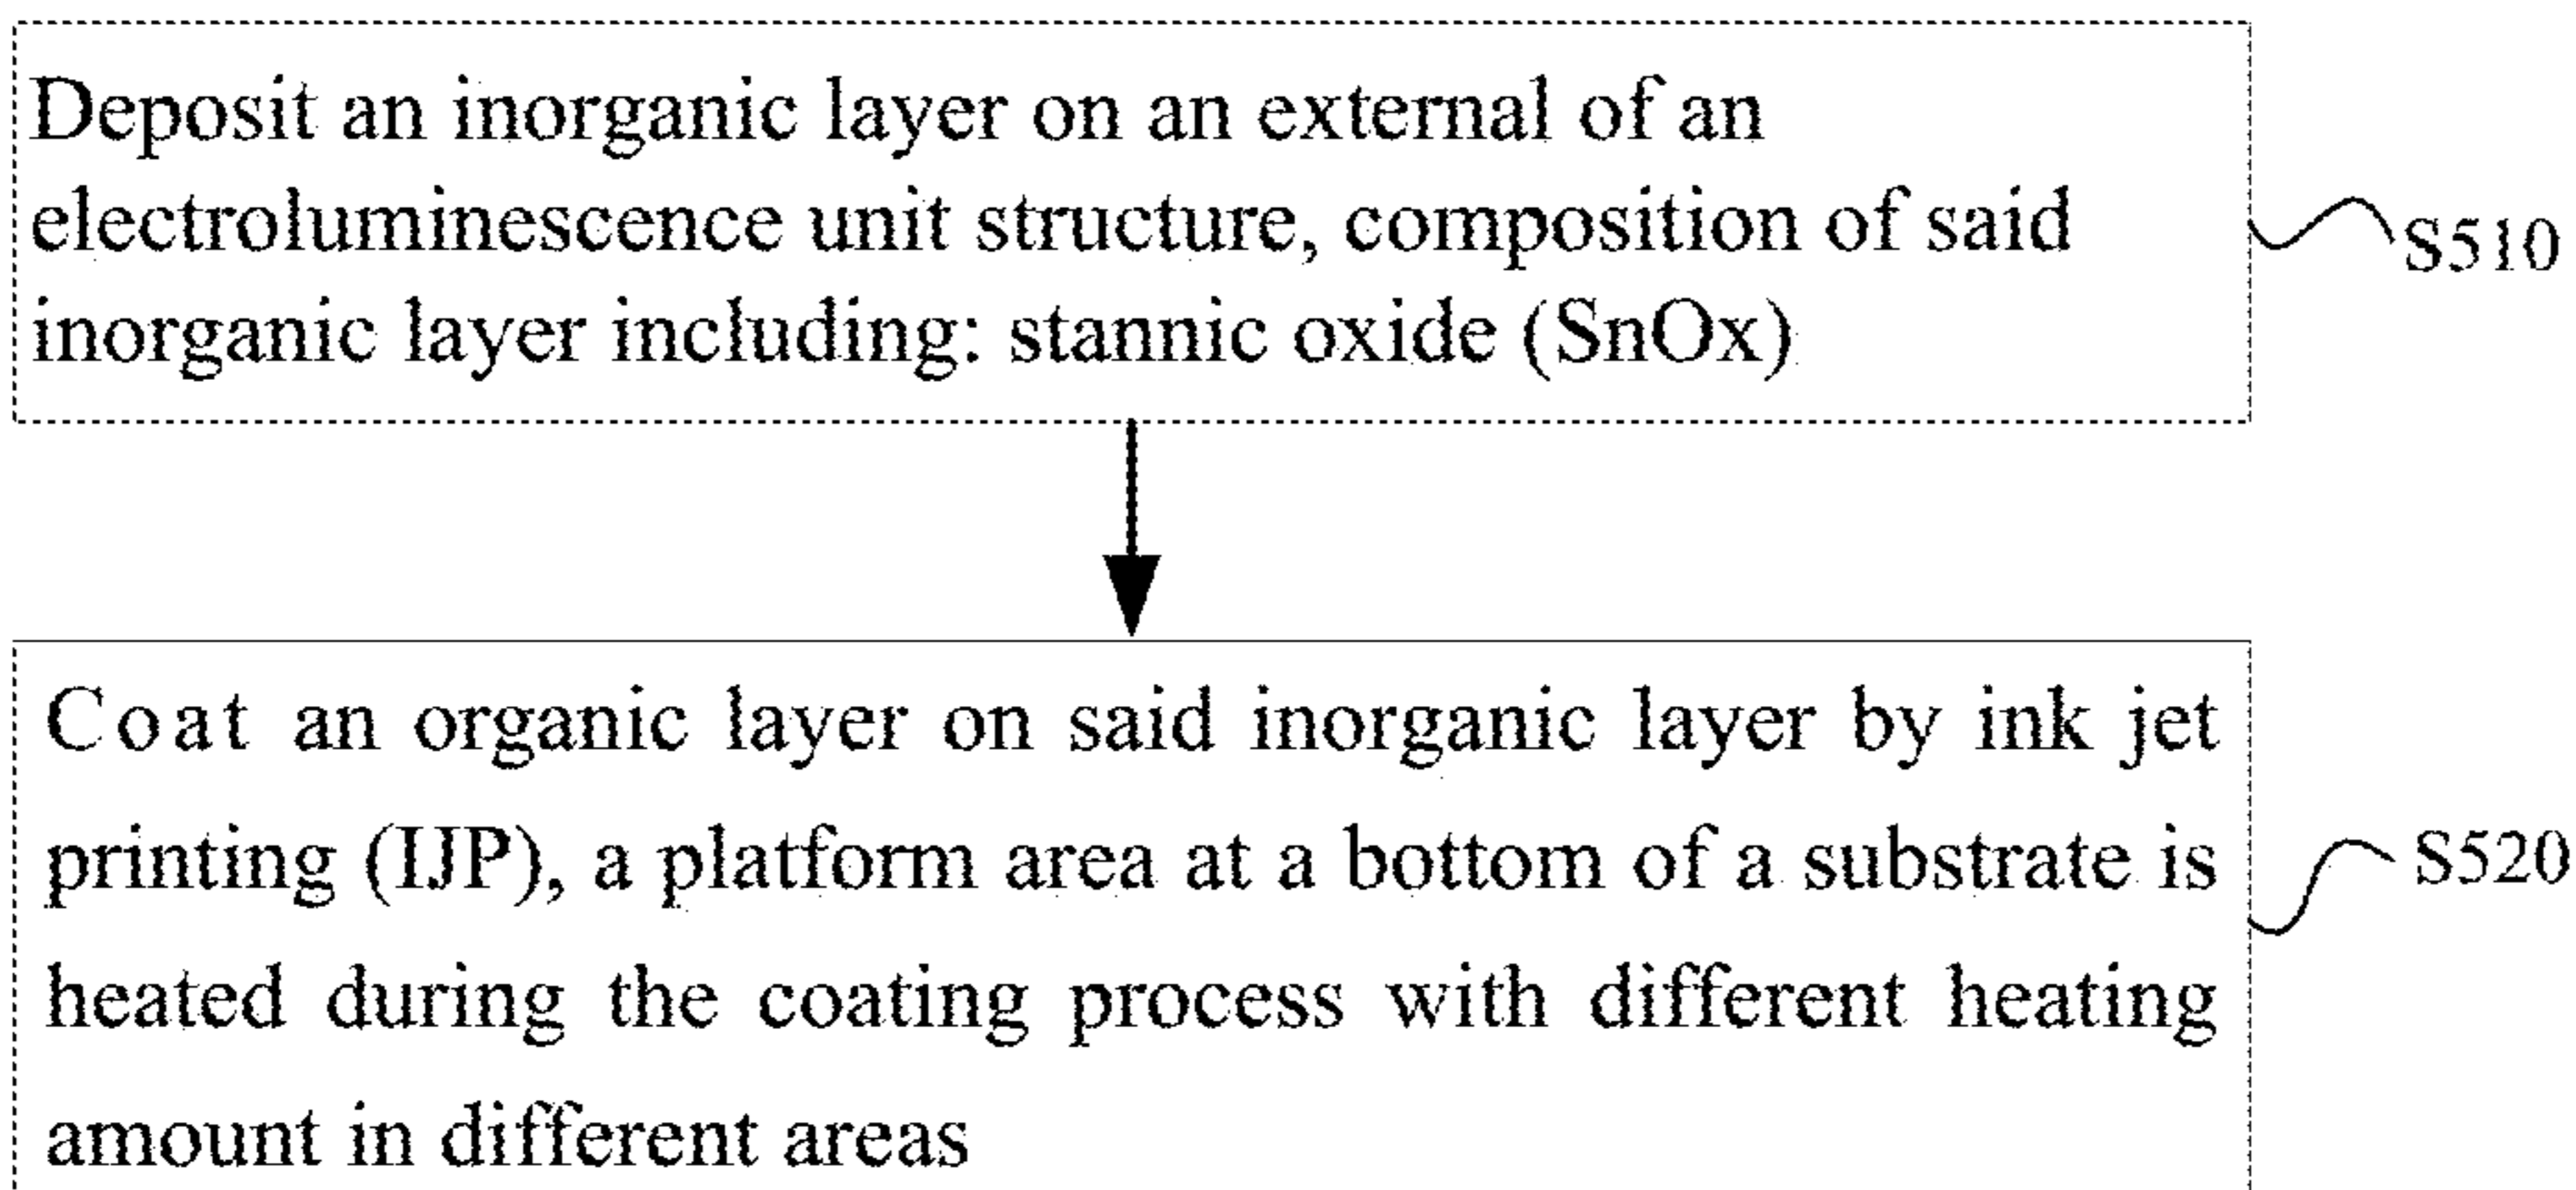 Deposit an inorganic layer on an external of an
electroluminescence unit structure, composition of said
inorganic layer including: stannic oxide (SnOx)
S510
Coat an organic layer on said inorganic layer by ink jet
printing (IJP), a platform area at a bottom of a substrate is
heated during the coating process with different heating
amount in different areas
S520